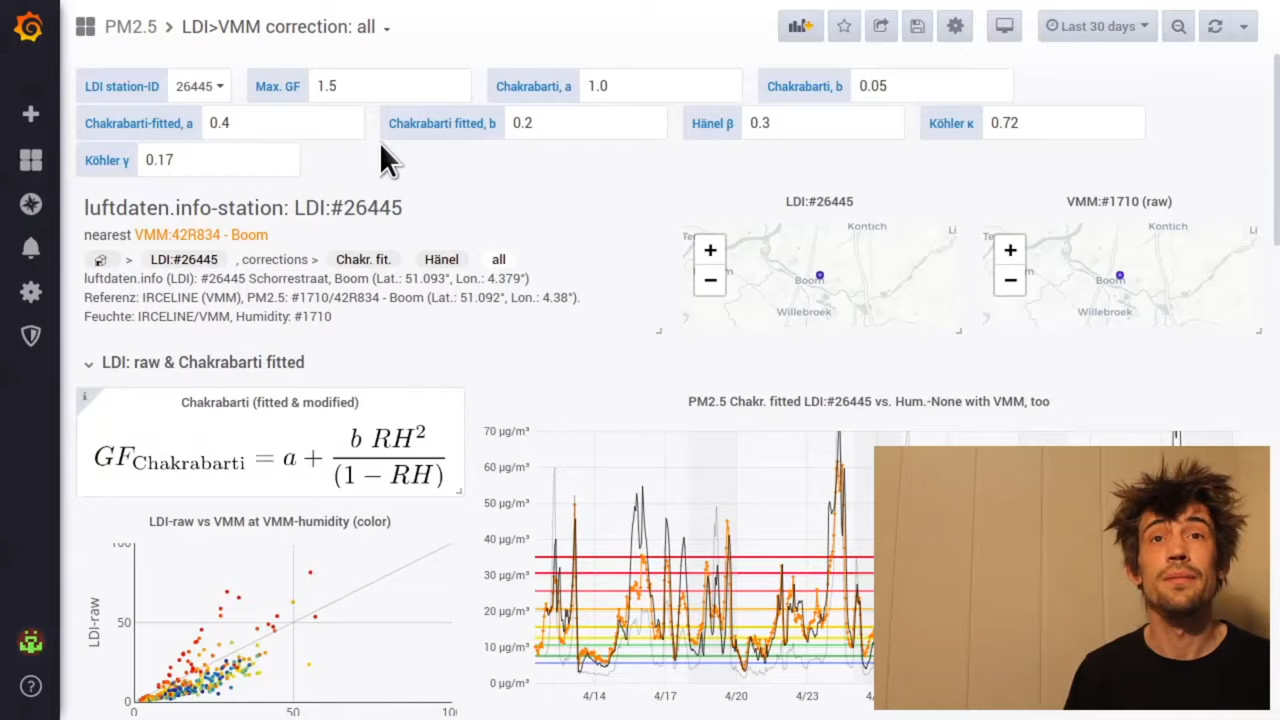 PM2.5 > LDI>VMM correction: all
Last 30 days
LDI station-ID 26445 Max. GF 1.5 Chakrabarti, a 1.0 Chakrabarti, b 0.05
Chakrabarti-fitted, a 0.4 Chakrabarti fitted, b 0.2 Hänel β 0.3 Köhler κ 0.72
Köhler γ 0.17
luftdaten.info-station: LDI:#26445
nearest VMM:42R834 - Boom
> LDI:#26445 , corrections > Chakr. fit. Hänel all
luftdaten.info (LDI): #26445 Schorrestraat, Boom (Lat.: 51.093°, Lon.: 4.379°)
Referenz: IRCELINE (VMM), PM2.5: #1710/42R834 - Boom (Lat.: 51.092°, Lon.: 4.38°).
Feuchte: IRCELINE/VMM, Humidity: #1710
LDI:#26445
+
−
Kontich
Boom
Willebroek
VMM:#1710 (raw)
+
−
Kontich
Boom
Willebroek
LDI: raw & Chakrabarti fitted
i
Chakrabarti (fitted & modified)
GF Chakrabarti = a + b RH² / (1 − RH)
PM2.5 Chakr. fitted LDI:#26445 vs. Hum.-None with VMM, too
70 µg/m³
60 µg/m³
50 µg/m³
40 µg/m³
30 µg/m³
20 µg/m³
10 µg/m³
0 µg/m³
4/14 4/17 4/20 4/23
LDI-raw vs VMM at VMM-humidity (color)
LDI-raw
100
50
0
0 50